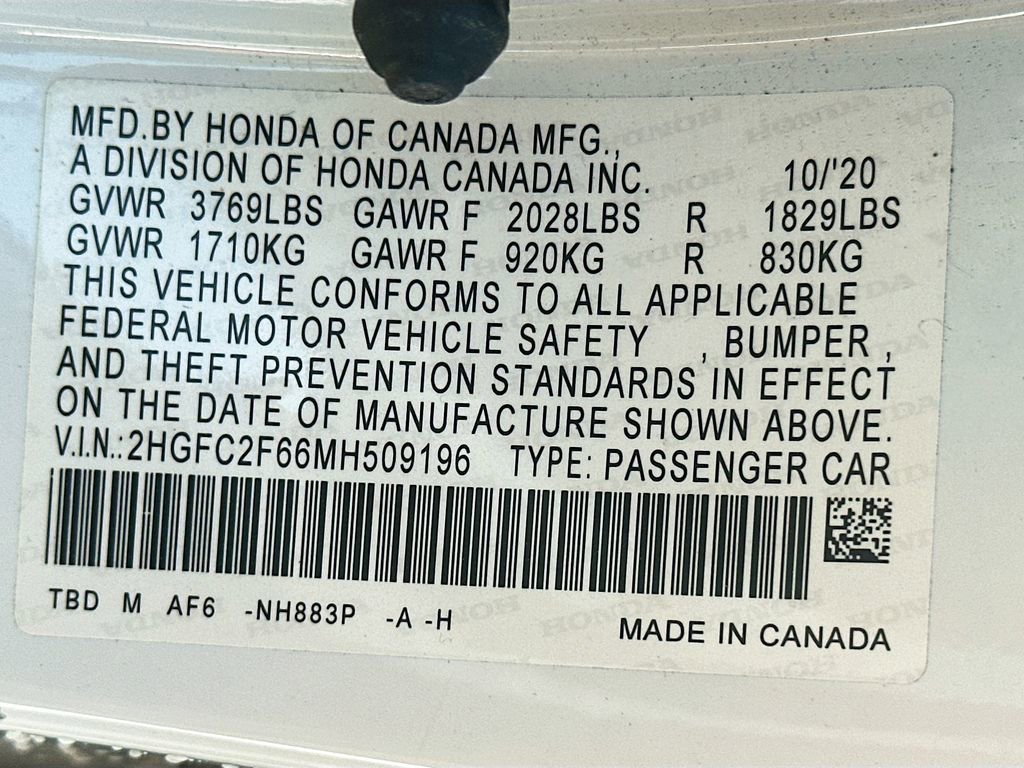 MFD.BY HONDA OF CANADA MFG.,
A DIVISION OF HONDA CANADA INC. 10/'20
GVWR 3769LBS GAWR F 2028LBS R 1829LBS
GVWR 1710KG GAWR F 920KG R 830KG
THIS VEHICLE CONFORMS TO ALL APPLICABLE
FEDERAL MOTOR VEHICLE SAFETY , BUMPER ,
AND THEFT PREVENTION STANDARDS IN EFFECT
ON THE DATE OF MANUFACTURE SHOWN ABOVE.
V.I.N.:2HGFC2F66MH509196 TYPE: PASSENGER CAR
TBD M AF6 -NH883P -A -H
MADE IN CANADA